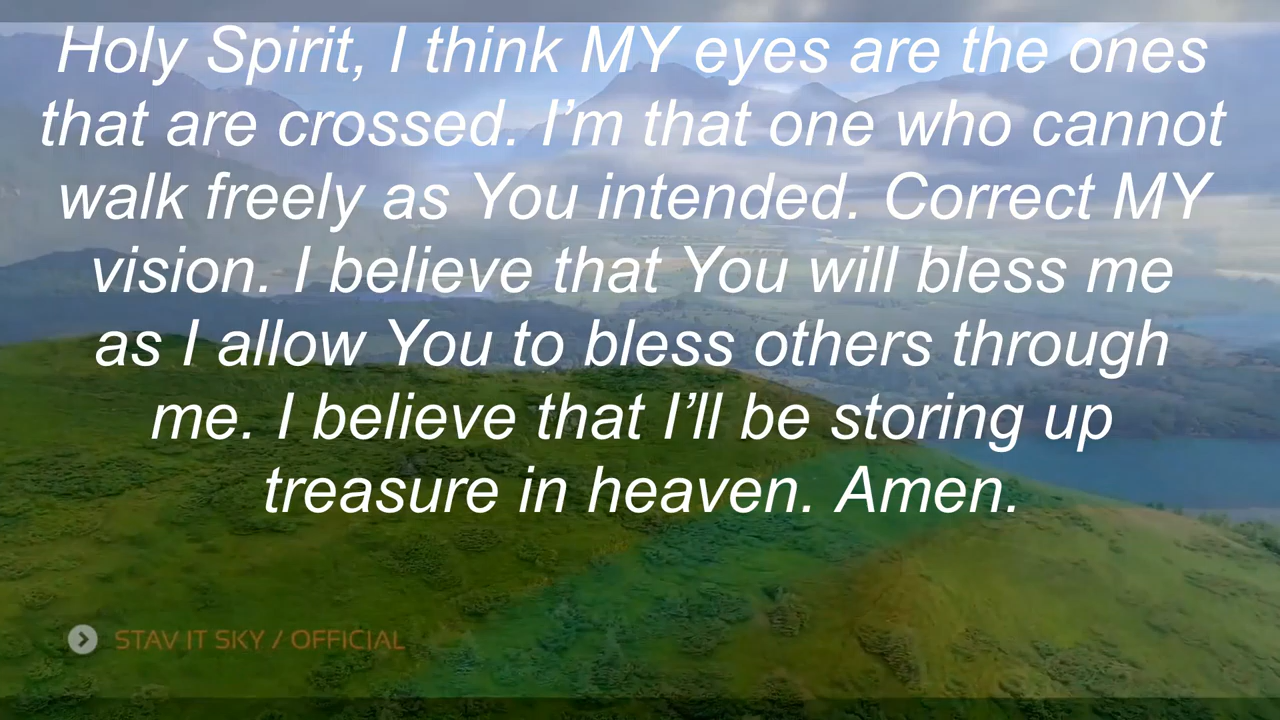 Holy Spirit, I think MY eyes are the ones
that are crossed. I’m that one who cannot
walk freely as You intended. Correct MY
vision. I believe that You will bless me
as I allow You to bless others through
me. I believe that I’ll be storing up
treasure in heaven. Amen.
STAV IT SKY / OFFICIAL